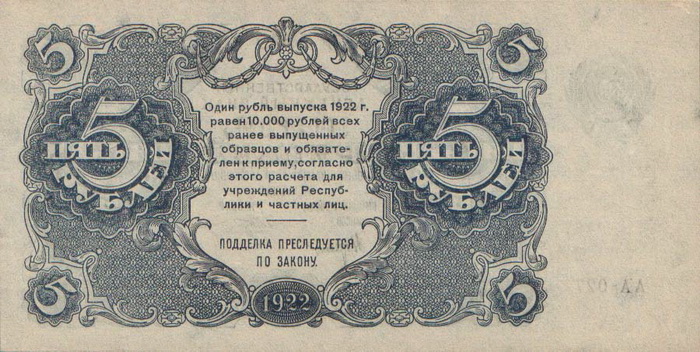 5 5
Один рубль выпуска 1922 г.
равен 10.000 рублей всех
ранее выпущенных
образцов и обязате-
лен к приему, согласно
этого расчета для
учреждений Респуб-
лики и частных лиц.
5 ПЯТЬ РУБЛЕЙ
5 ПЯТЬ РУБЛЕЙ
ПОДДЕЛКА ПРЕСЛЕДУЕТСЯ
ПО ЗАКОНУ.
5 1922 5